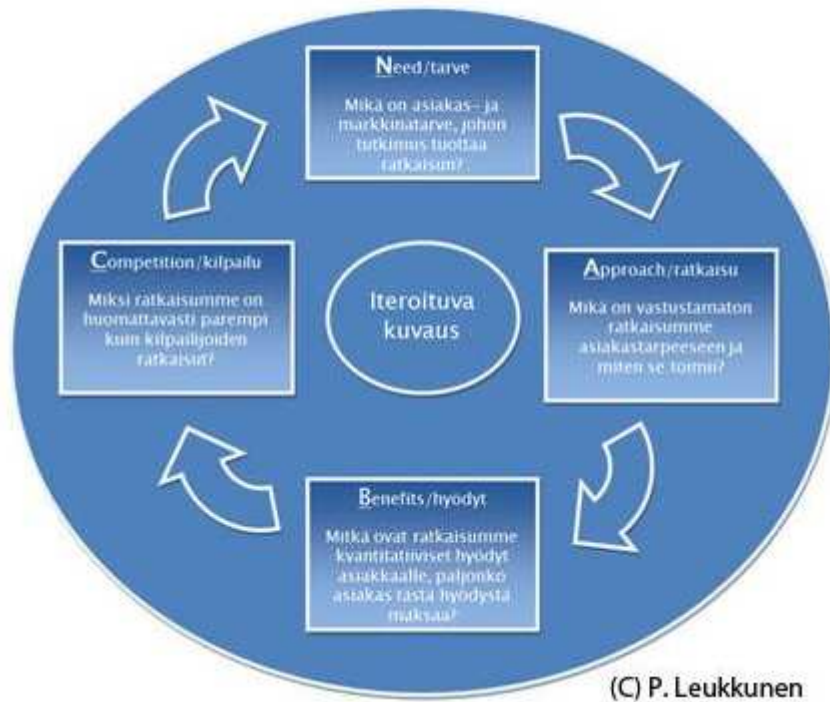 Need/tarve
Mikä on asiakas- ja
markkinatarve, johon
tutkimus tuottaa
ratkaisun?
Approach/ratkaisu
Mikä on vastustamaton
ratkaisumme
asiakastarpeeseen ja
miten se toimii?
Benefits/hyödyt
Mitkä ovat ratkaisumme
kvantitatiiviset hyödyt
asiakkaalle, paljonko
asiakas tästä hyödystä
maksaa?
Competition/kilpailu
Miksi ratkaisumme on
huomattavasti parempi
kuin kilpailijoiden
ratkaisut?
Iteroituva
kuvaus
(C) P. Leukkunen